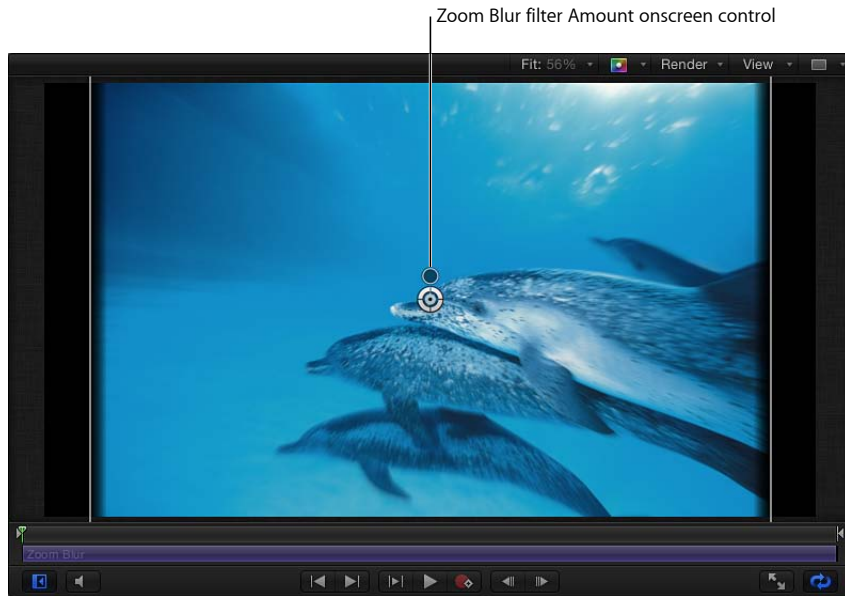 Zoom Blur filter Amount onscreen control
Fit: 56% Render View
Zoom Blur